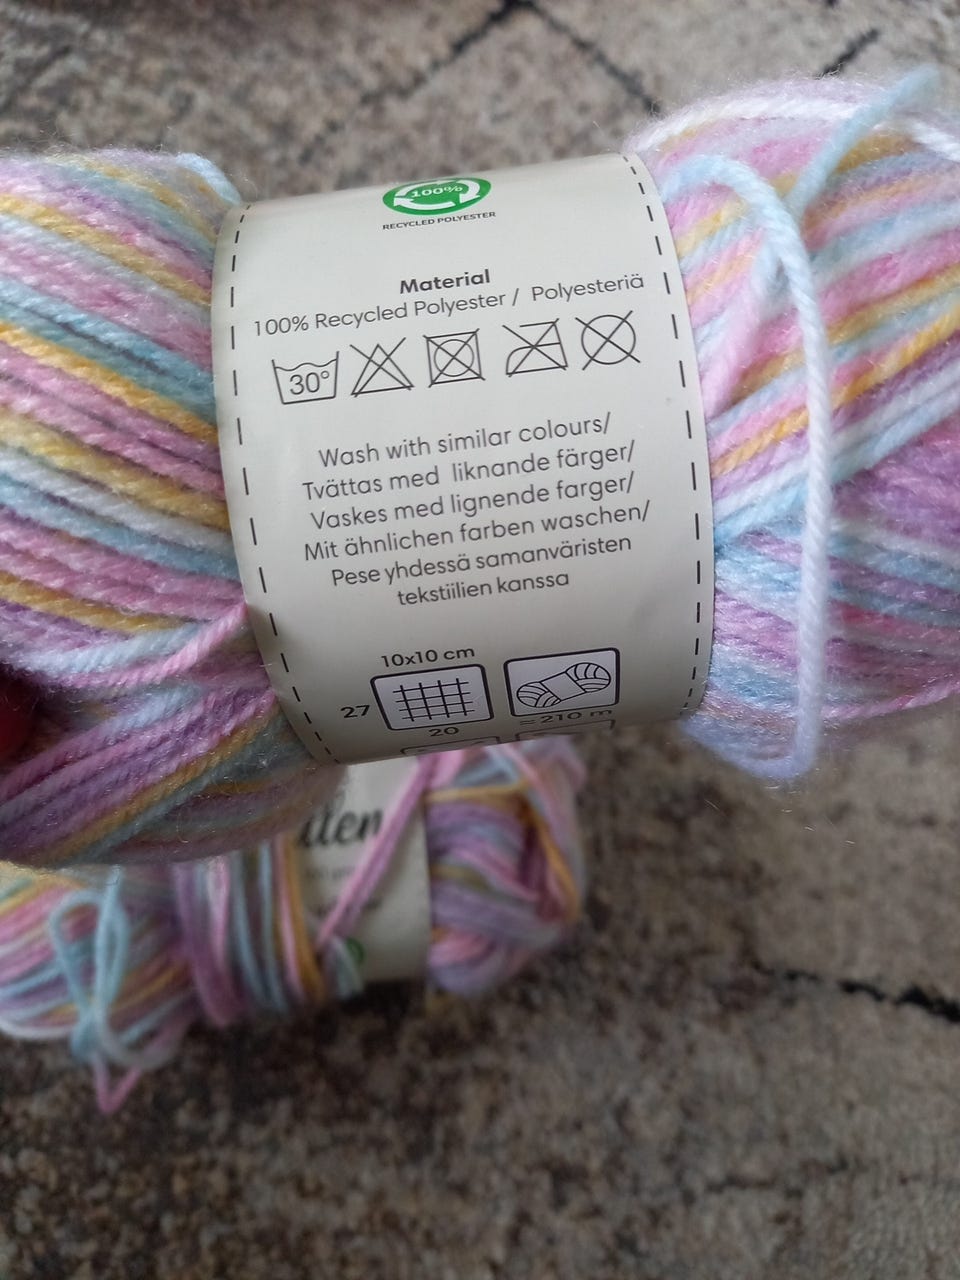 100%
RECYCLED POLYESTER
Material
100% Recycled Polyester / Polyesteriä
30°
Wash with similar colours/
Tvättas med liknande färger/
Vaskes med lignende farger/
Mit ähnlichen farben waschen/
Pese yhdessä samanväristen
tekstiilien kanssa
10x10 cm
27
20
= 210 m